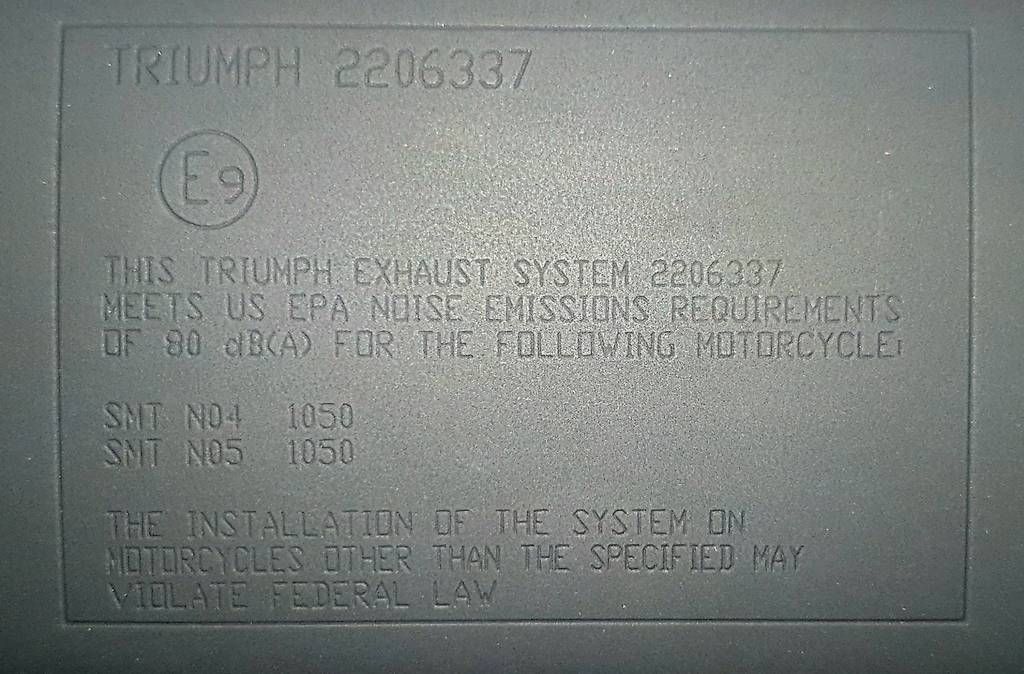 TRIUMPH 2206337
E9
THIS TRIUMPH EXHAUST SYSTEM 2206337
MEETS US EPA NOISE EMISSIONS REQUIREMENTS
OF 80 dB(A) FOR THE FOLLOWING MOTORCYCLE:
SMT N04 1050
SMT N05 1050
THE INSTALLATION OF THE SYSTEM ON
MOTORCYCLES OTHER THAN THE SPECIFIED MAY
VIOLATE FEDERAL LAW